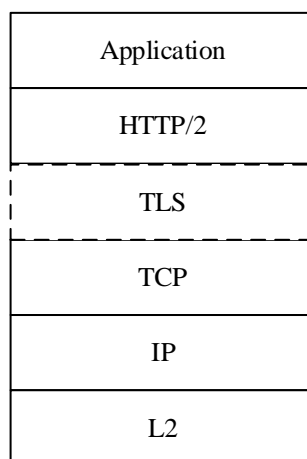 Application
HTTP/2
TLS
TCP
IP
L2